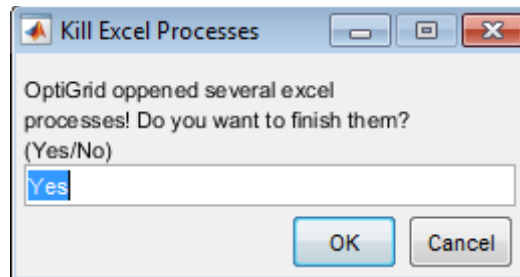 Kill Excel Processes
OptiGrid oppened several excel
processes! Do you want to finish them?
(Yes/No)
Yes
OK Cancel